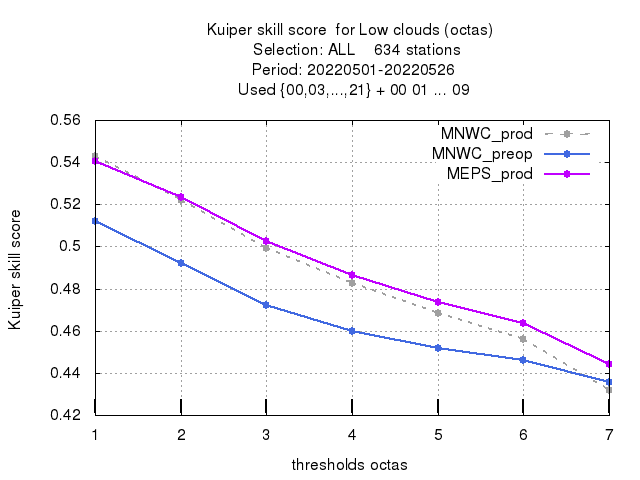 Kuiper skill score  for Low clouds (octas)
Selection: ALL    634 stations
Period: 20220501-20220526
Used {00,03,...,21} + 00 01 ... 09
MNWC_prod
MNWC_preop
MEPS_prod
0.56
0.54
0.52
0.5
0.48
0.46
0.44
0.42
Kuiper skill score
1 2 3 4 5 6 7
thresholds octas